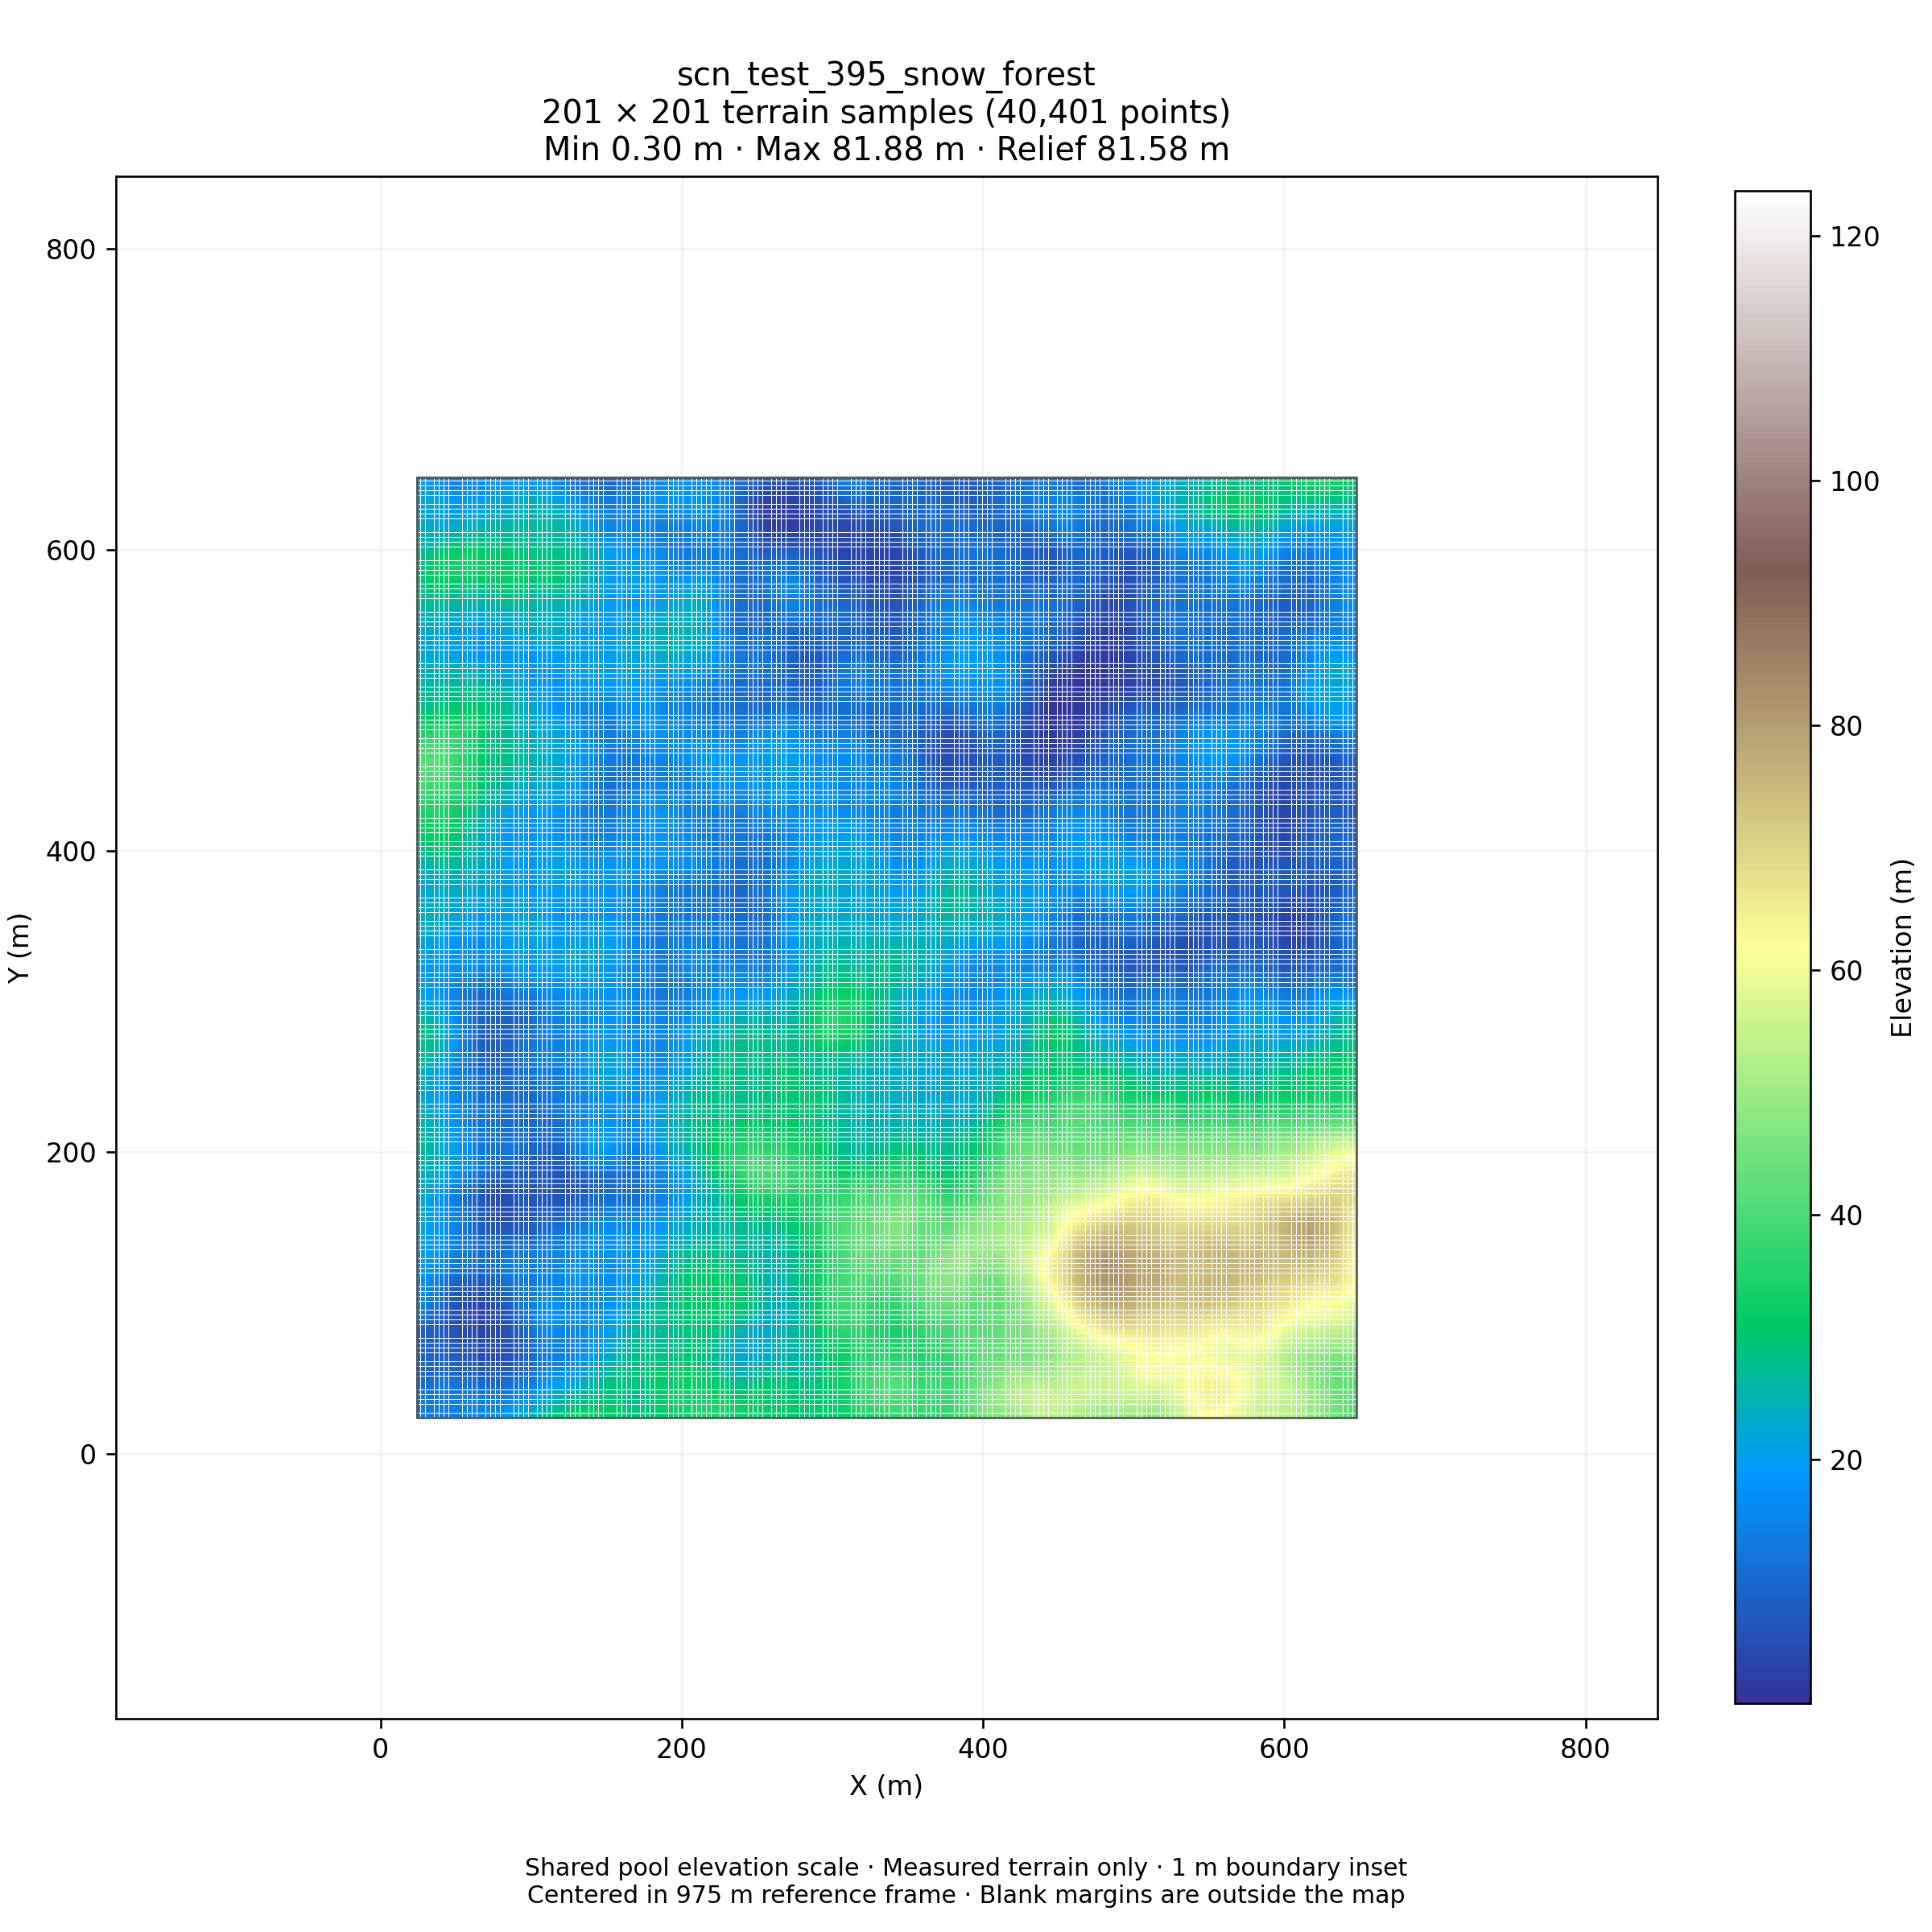 scn_test_395_snow_forest
201 × 201 terrain samples (40,401 points)
Min 0.30 m · Max 81.88 m · Relief 81.58 m
800
600
400
200
0
Y (m)
0
200
400
600
800
X (m)
120
100
80
60
40
20
Elevation (m)
Shared pool elevation scale · Measured terrain only · 1 m boundary inset
Centered in 975 m reference frame · Blank margins are outside the map